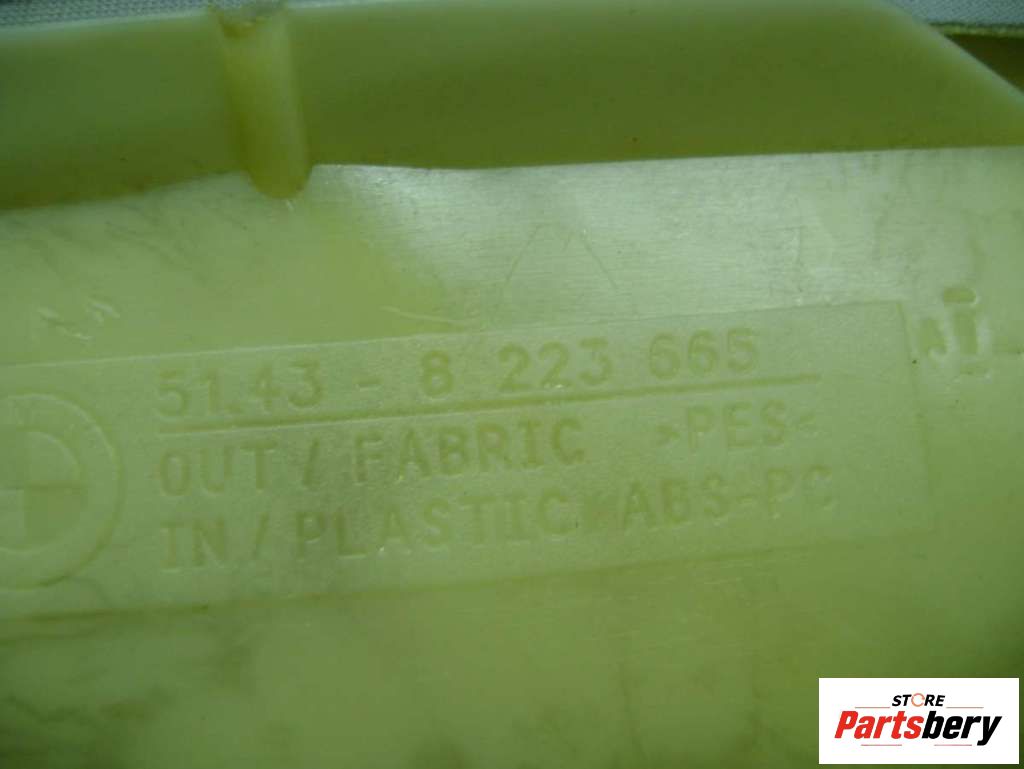 51.43 - 8 223 665
OUT / FABRIC >PES<
IN / PLASTIC ABS-PC
STORE
Partsbery